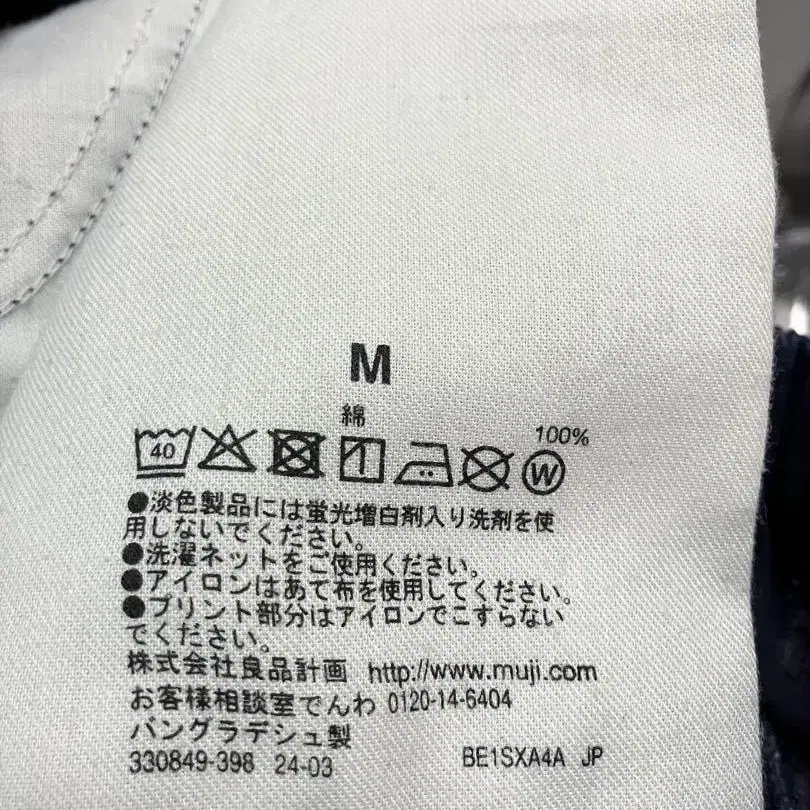 M
綿
100%
40
W
●淡色製品には蛍光増白剤入り洗剤を使
用しないでください。
●洗濯ネットをご使用ください。
●アイロンはあて布を使用してください。
●プリント部分はアイロンでこすらない
でください。
株式会社良品計画 http://www.muji.com
お客様相談室でんわ 0120-14-6404
バングラデシュ製
330849-398 24-03 BE1SXA4A JP